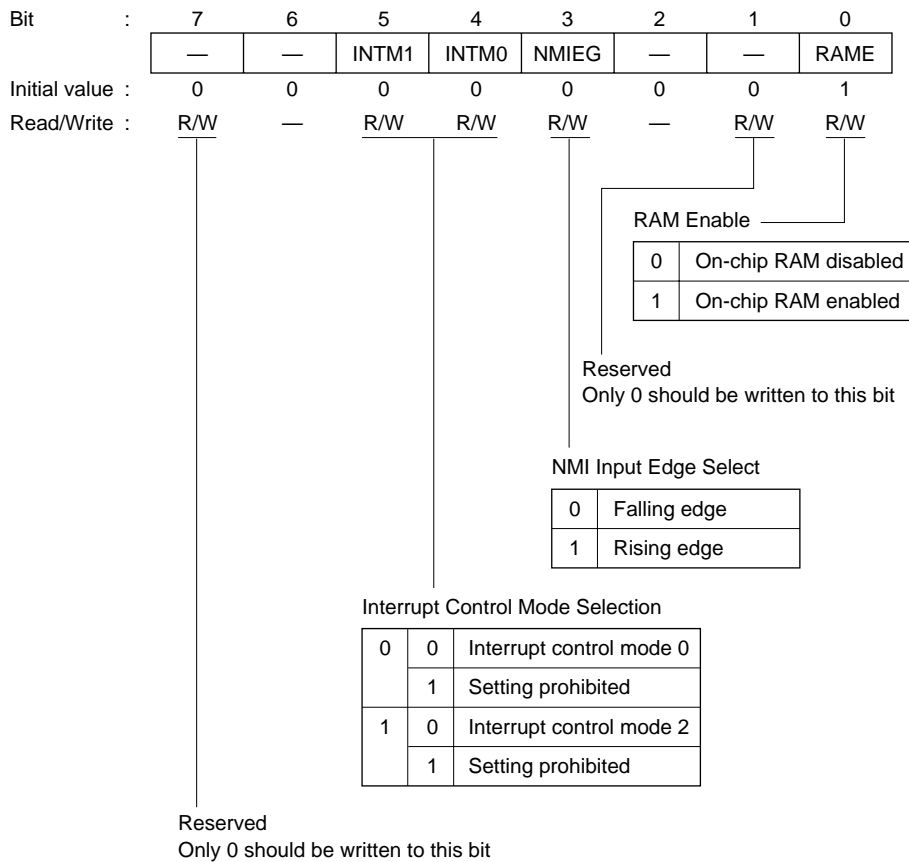 Bit : 7 6 5 4 3 2 1 0
— — INTM1 INTM0 NMIEG — — RAME
Initial value : 0 0 0 0 0 0 0 1
Read/Write : R/W — R/W R/W R/W — R/W R/W
RAM Enable
0 On-chip RAM disabled
1 On-chip RAM enabled
Reserved
Only 0 should be written to this bit
NMI Input Edge Select
0 Falling edge
1 Rising edge
Interrupt Control Mode Selection
0 0 Interrupt control mode 0
1 Setting prohibited
1 0 Interrupt control mode 2
1 Setting prohibited
Reserved
Only 0 should be written to this bit